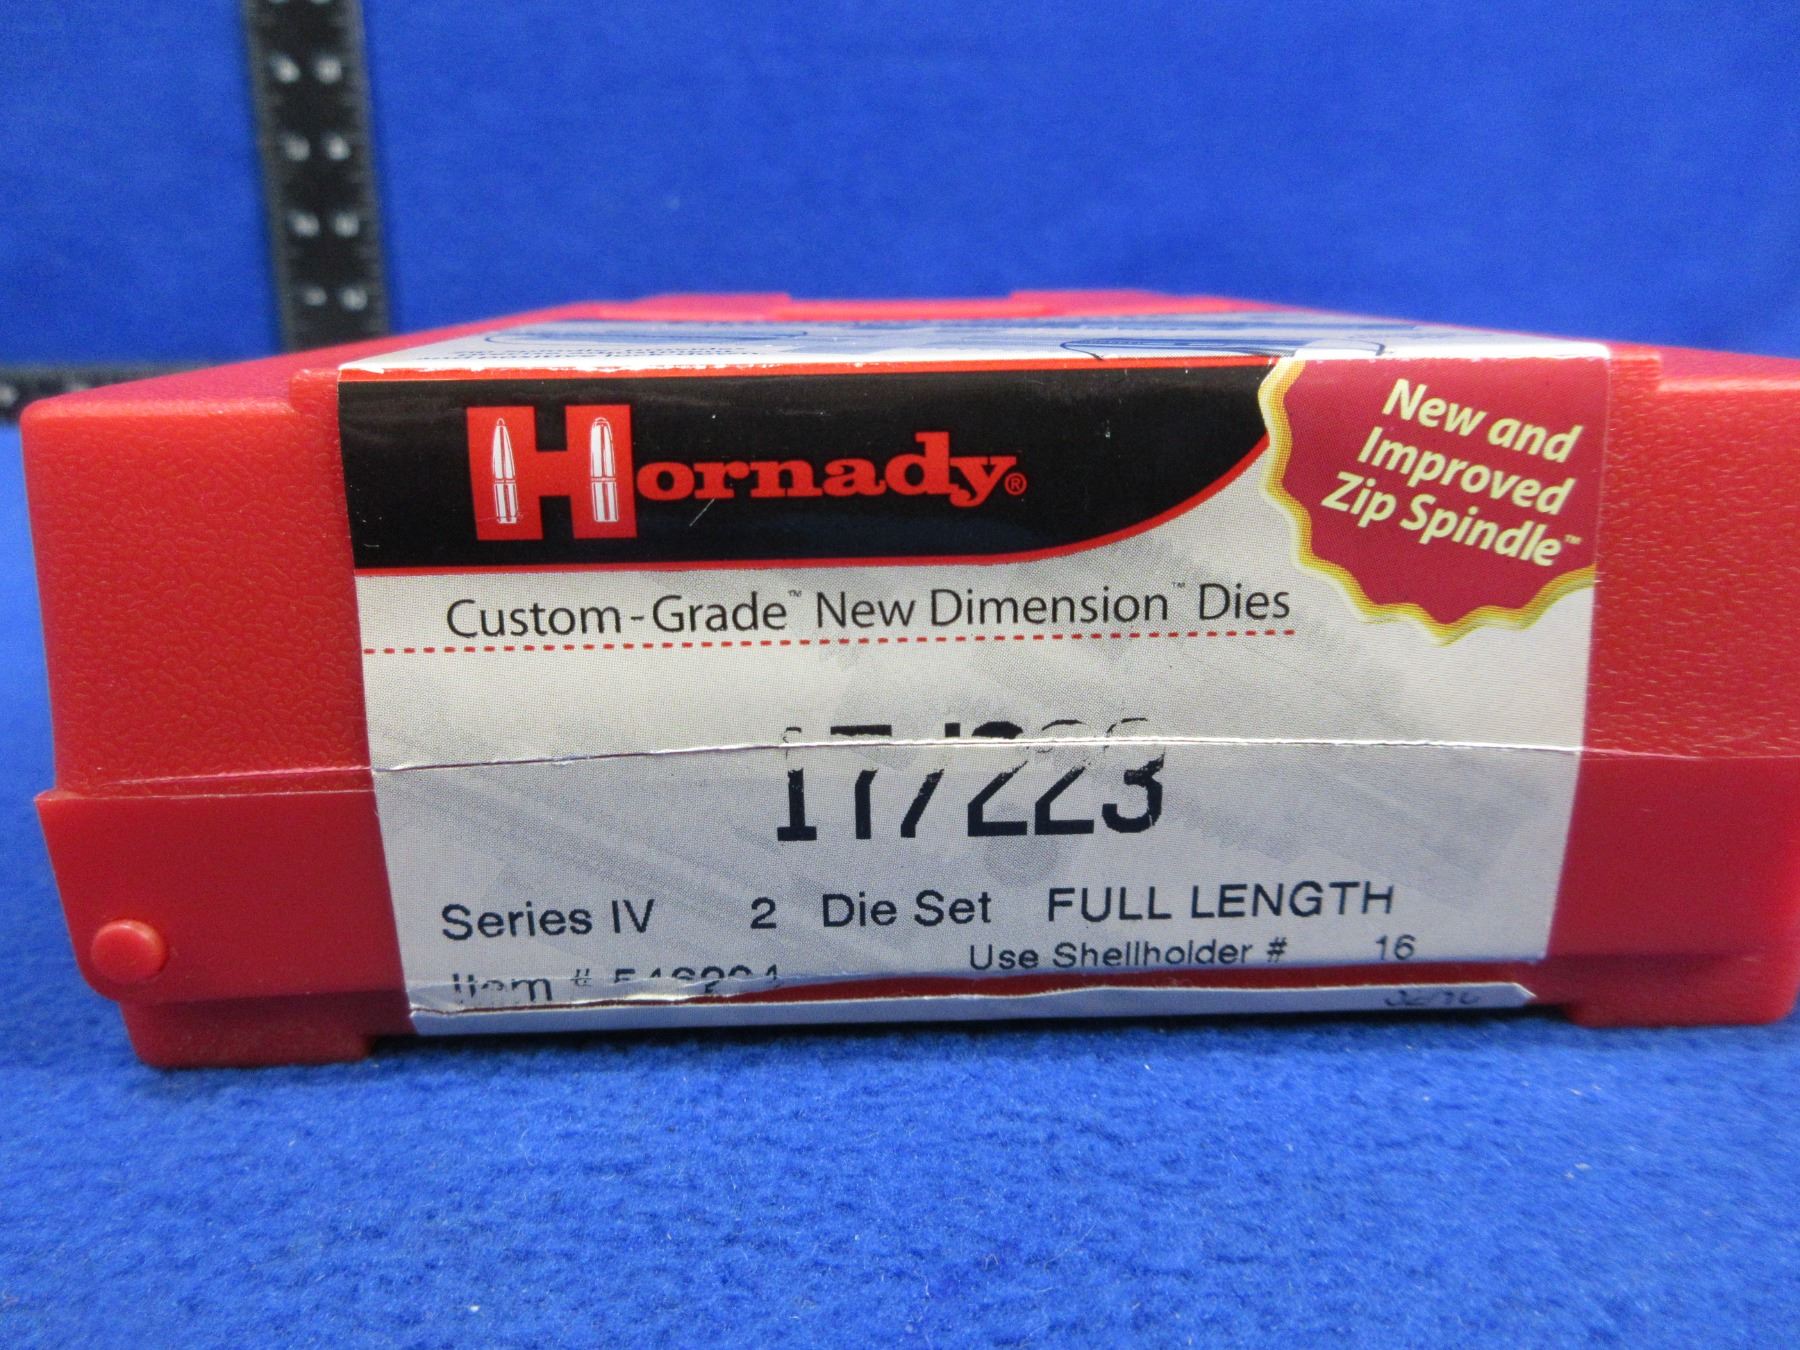 Hornady®
New and
Improved
Zip Spindle™
Custom-Grade™ New Dimension™ Dies
17/223
Series IV 2 Die Set FULL LENGTH
Use Shellholder # 16
Item #